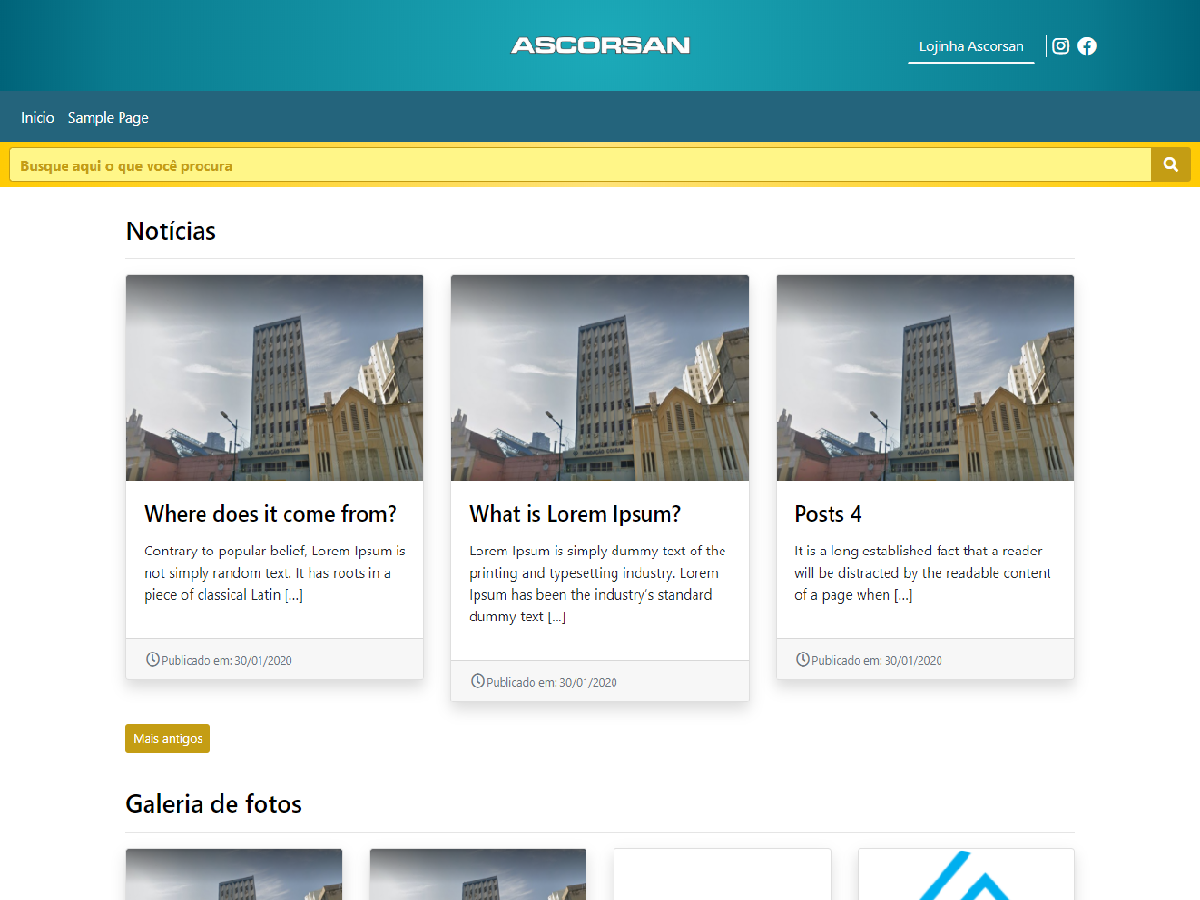 ASCORSAN
Lojinha Ascorsan
Inicio Sample Page
Busque aqui o que você procura
Notícias
Where does it come from?
Contrary to popular belief, Lorem Ipsum is
not simply random text. It has roots in a
piece of classical Latin [...]
Publicado em: 30/01/2020
What is Lorem Ipsum?
Lorem Ipsum is simply dummy text of the
printing and typesetting industry. Lorem
Ipsum has been the industry's standard
dummy text [...]
Publicado em: 30/01/2020
Posts 4
It is a long established fact that a reader
will be distracted by the readable content
of a page when [...]
Publicado em: 30/01/2020
Mais antigos
Galeria de fotos